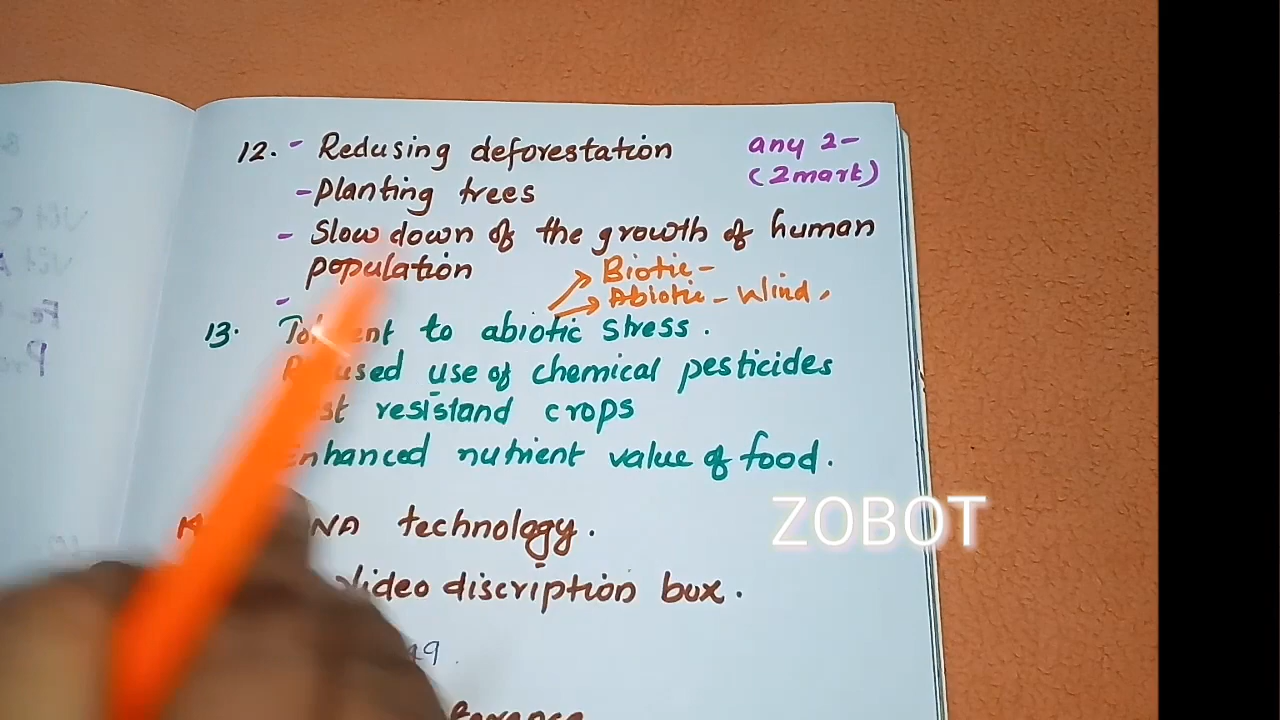 12. - Redusing deforestation any 2-
(2mark)
- Planting trees
- Slow down of the growth of human
population
Biotic -
Abiotic - Wind,
-
13. to abiotic stress.
use of chemical pesticides
resistand crops
Enhanced nutrient value of food.
technology.
video discription box.
ZOBOT